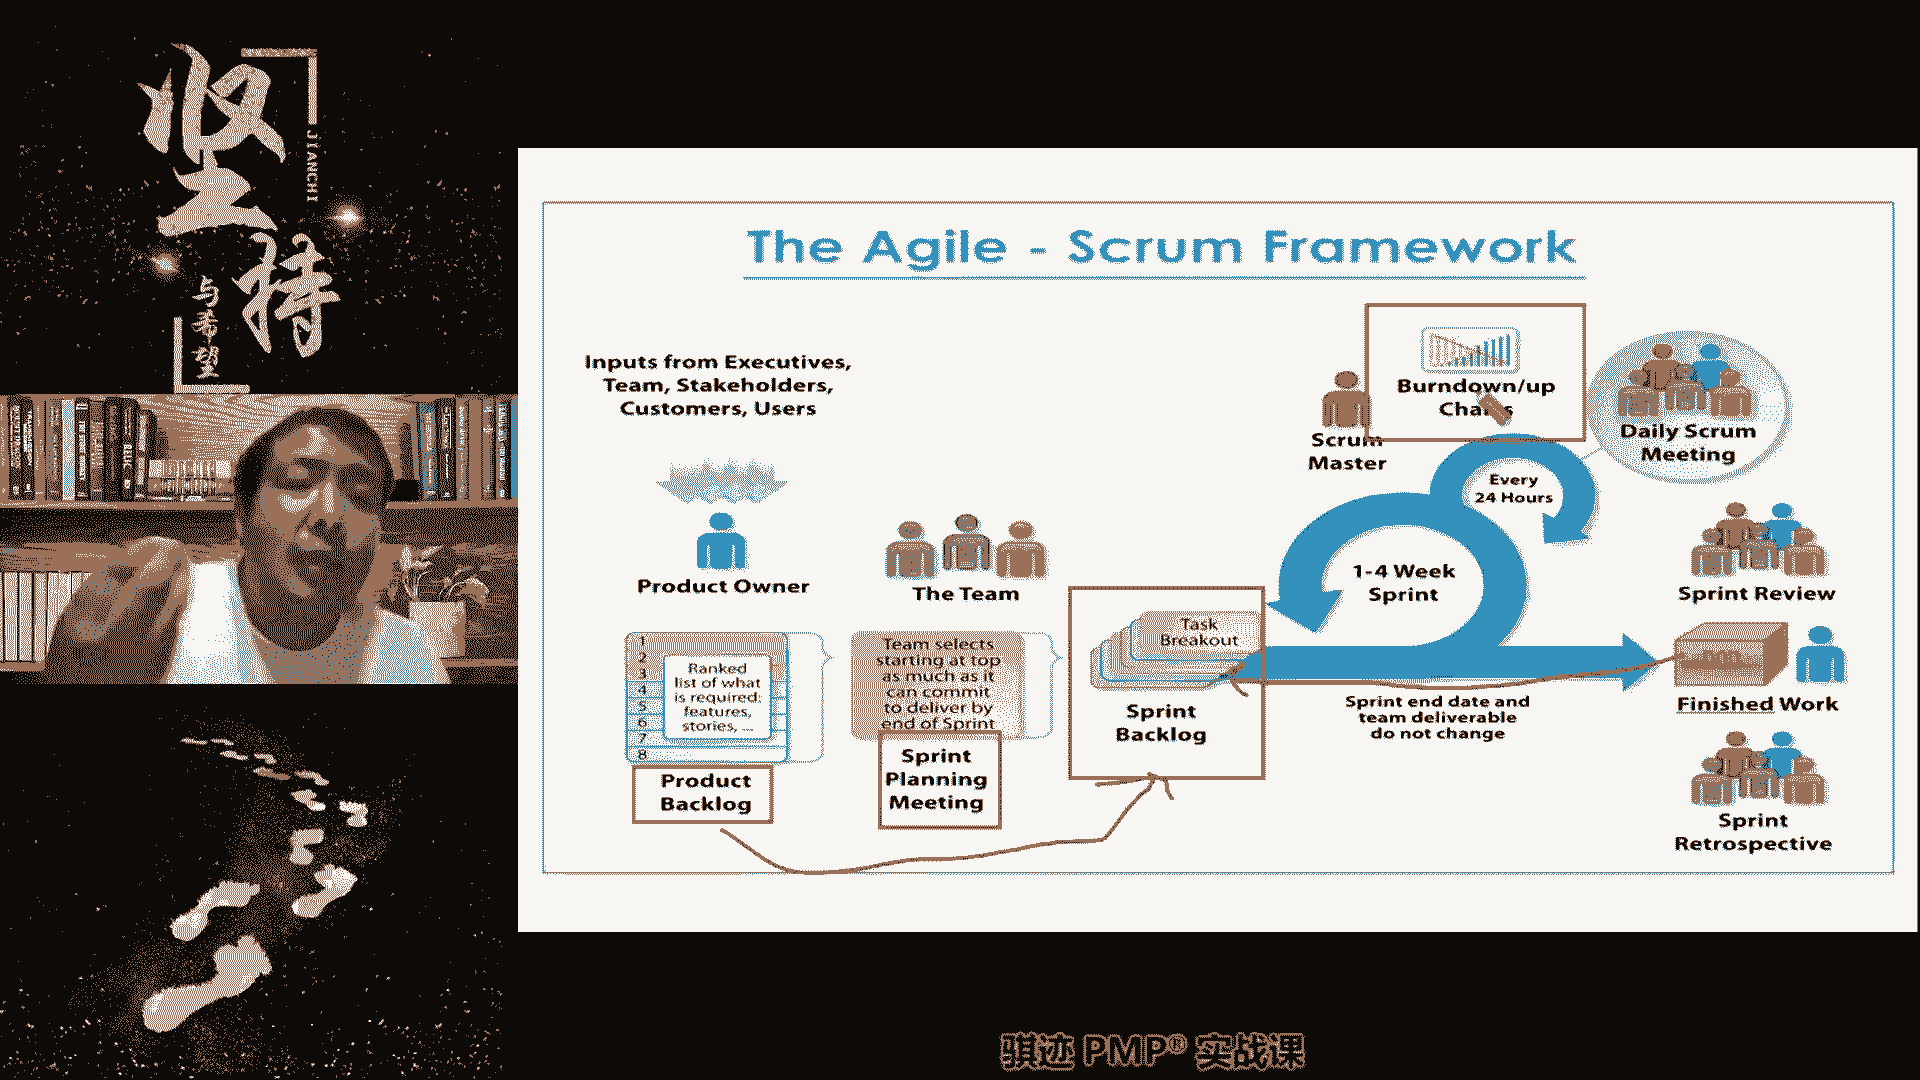 坚持
JIANCHI
与希望
The Agile - Scrum Framework
Inputs from Executives,
Team, Stakeholders,
Customers, Users
Product Owner
The Team
1
2
3
4
5
6
7
8
Ranked
list of what
is required:
features,
stories, ...
Product
Backlog
Team selects
starting at top
as much as it
can commit
to deliver by
end of Sprint
Sprint
Planning
Meeting
Task
Breakout
Sprint
Backlog
Scrum
Master
Burndown/up
Charts
Every
24 Hours
Daily Scrum
Meeting
1-4 Week
Sprint
Sprint end date and
team deliverable
do not change
Sprint Review
Finished Work
Sprint
Retrospective
骐迹 PMP® 实战课